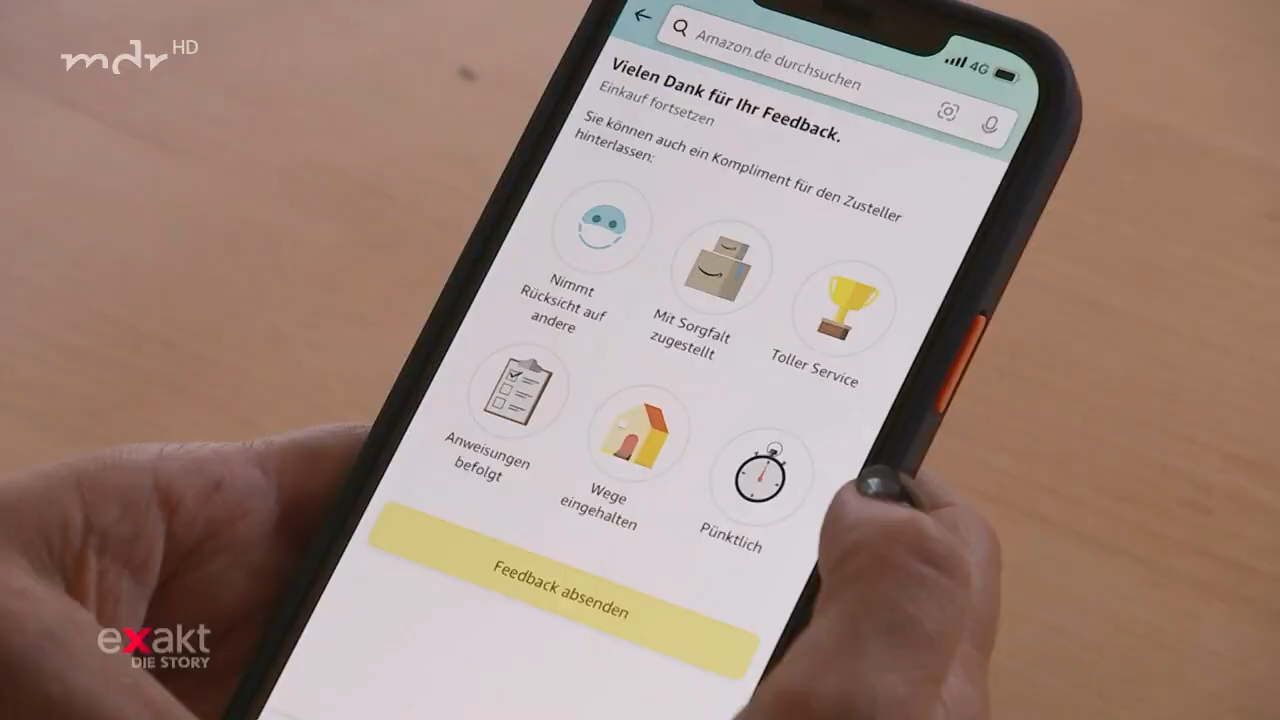 mdr HD
Amazon.de durchsuchen
4G
Vielen Dank für Ihr Feedback.
Einkauf fortsetzen
Sie können auch ein Kompliment für den Zusteller
hinterlassen:
Nimmt
Rücksicht auf
andere
Mit Sorgfalt
zugestellt
Toller Service
Anweisungen
befolgt
Wege
eingehalten
Pünktlich
Feedback absenden
exakt
DIE STORY